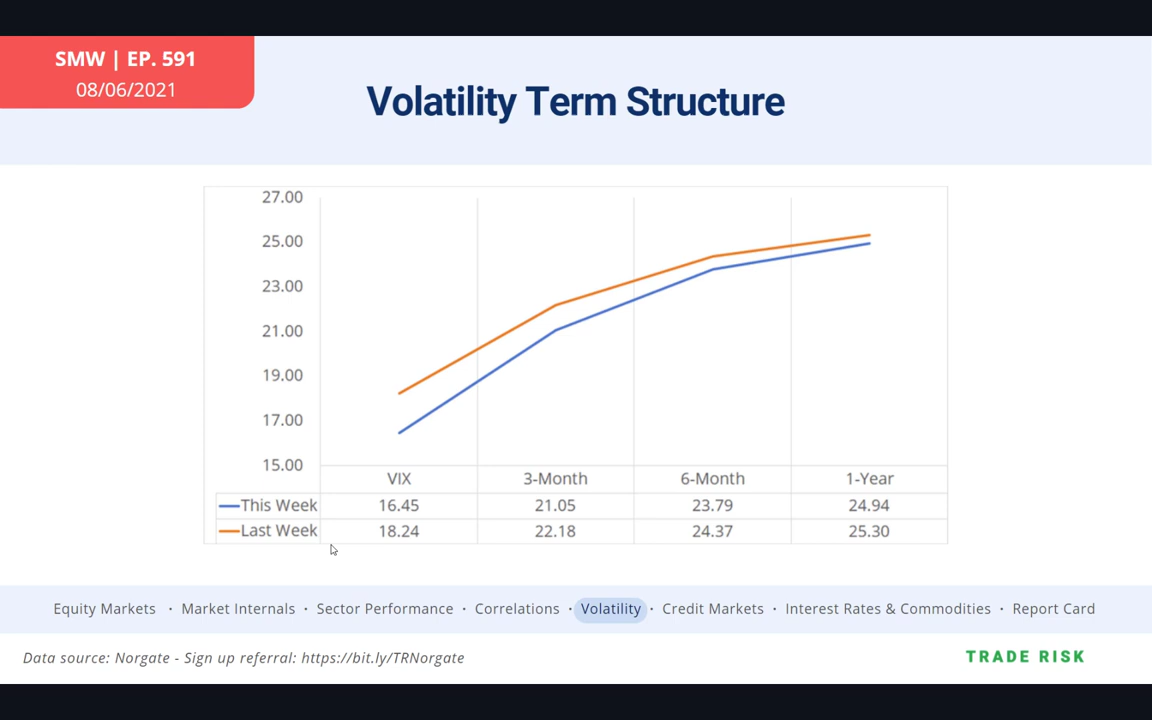 SMW | EP. 591
08/06/2021
Volatility Term Structure
27.00
25.00
23.00
21.00
19.00
17.00
15.00
VIX 3-Month 6-Month 1-Year
This Week 16.45 21.05 23.79 24.94
Last Week 18.24 22.18 24.37 25.30
Equity Markets · Market Internals · Sector Performance · Correlations · Volatility · Credit Markets · Interest Rates & Commodities · Report Card
Data source: Norgate - Sign up referral: https://bit.ly/TRNorgate
TRADE RISK